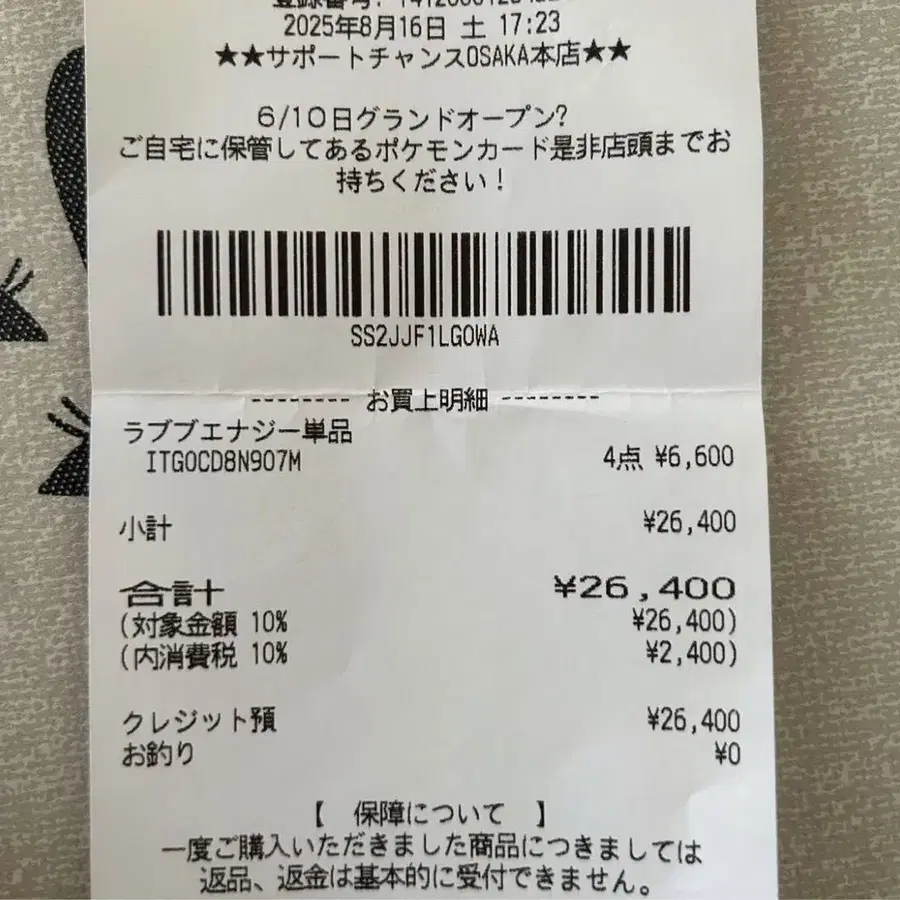 2025年8月16日 土 17:23
★★サポートチャンスOSAKA本店★★
6/10日グランドオープン?
ご自宅に保管してあるポケモンカード是非店頭までお
持ちください!
SS2JJF1LGOWA
-------- お買上明細 --------
ラブブエナジー単品
ITGOCD8N907M 4点 ¥6,600
小計 ¥26,400
合計 ¥26,400
(対象金額 10% ¥26,400)
(内消費税 10% ¥2,400)
クレジット預 ¥26,400
お釣り ¥0
【 保障について 】
一度ご購入いただきました商品につきましては
返品、返金は基本的に受付できません。